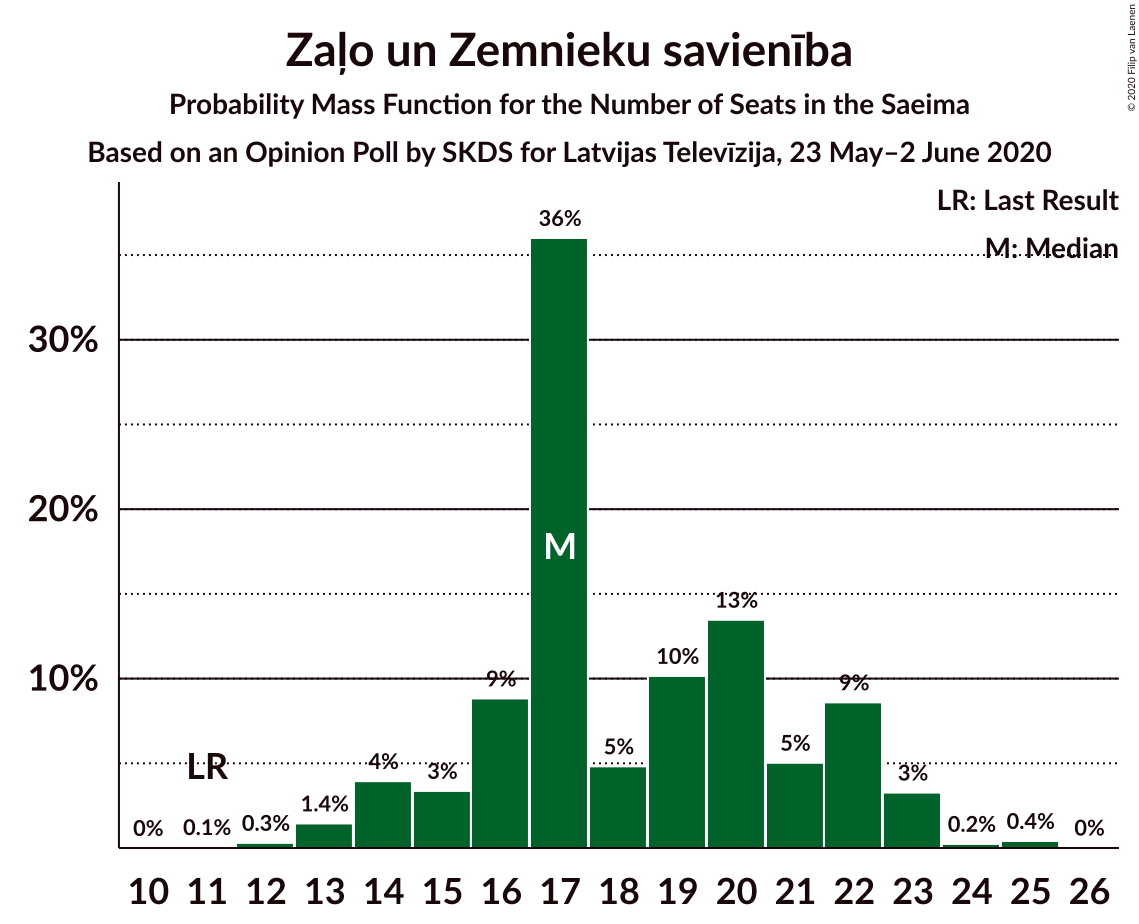 Zaļo un Zemnieku savienība
Probability Mass Function for the Number of Seats in the Saeima
Based on an Opinion Poll by SKDS for Latvijas Televīzija, 23 May–2 June 2020
© 2020 Filip van Laenen
LR: Last Result
M: Median
30%
20%
10%
0%
0.1%
0.3%
1.4%
4%
3%
9%
36%
5%
10%
13%
5%
9%
3%
0.2%
0.4%
0%
LR
M
10 11 12 13 14 15 16 17 18 19 20 21 22 23 24 25 26